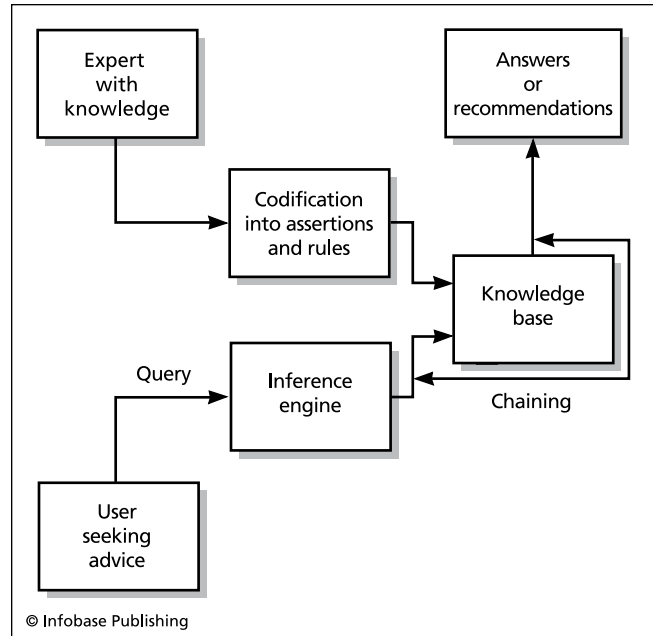 Expert
with
knowledge
Answers
or
recommendations
Codification
into assertions
and rules
Knowledge
base
Query
Inference
engine
Chaining
User
seeking
advice
© Infobase Publishing